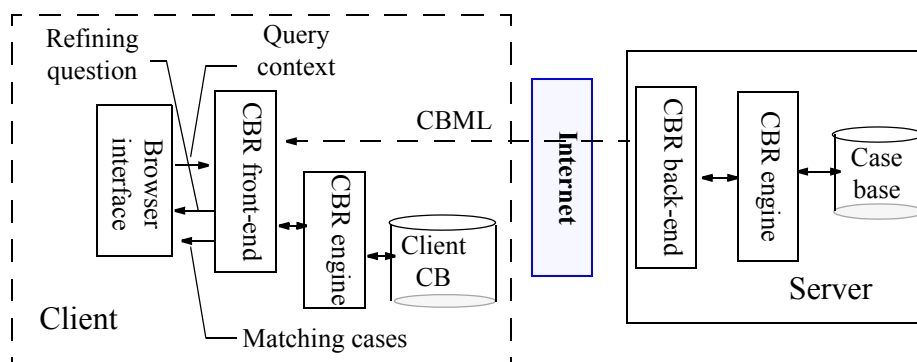 Refining
question
Query
context
CBML
Browser
interface
CBR front-end
CBR engine
Client
CB
Internet
CBR back-end
CBR engine
Case
base
Client
Matching cases
Server